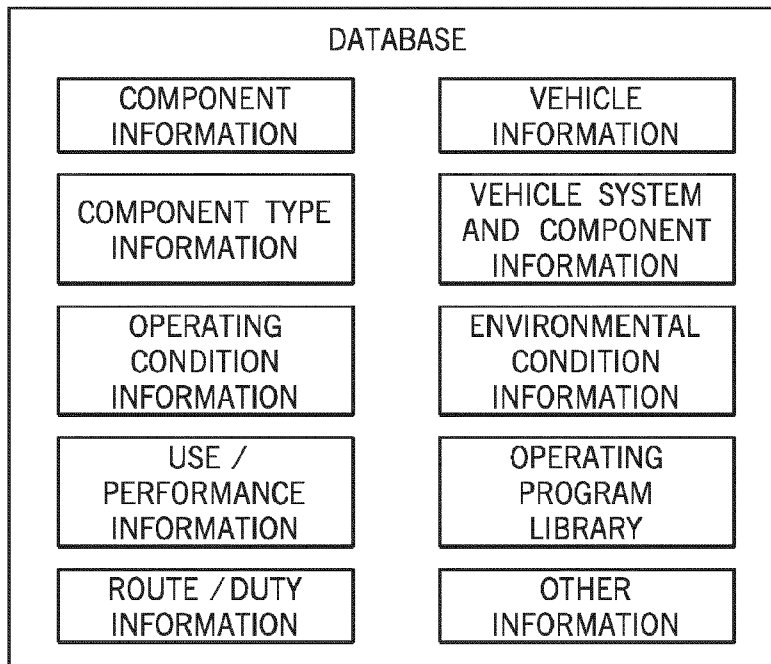 DATABASE
COMPONENT
INFORMATION
VEHICLE
INFORMATION
COMPONENT TYPE
INFORMATION
VEHICLE SYSTEM
AND COMPONENT
INFORMATION
OPERATING
CONDITION
INFORMATION
ENVIRONMENTAL
CONDITION
INFORMATION
USE /
PERFORMANCE
INFORMATION
OPERATING
PROGRAM
LIBRARY
ROUTE / DUTY
INFORMATION
OTHER
INFORMATION